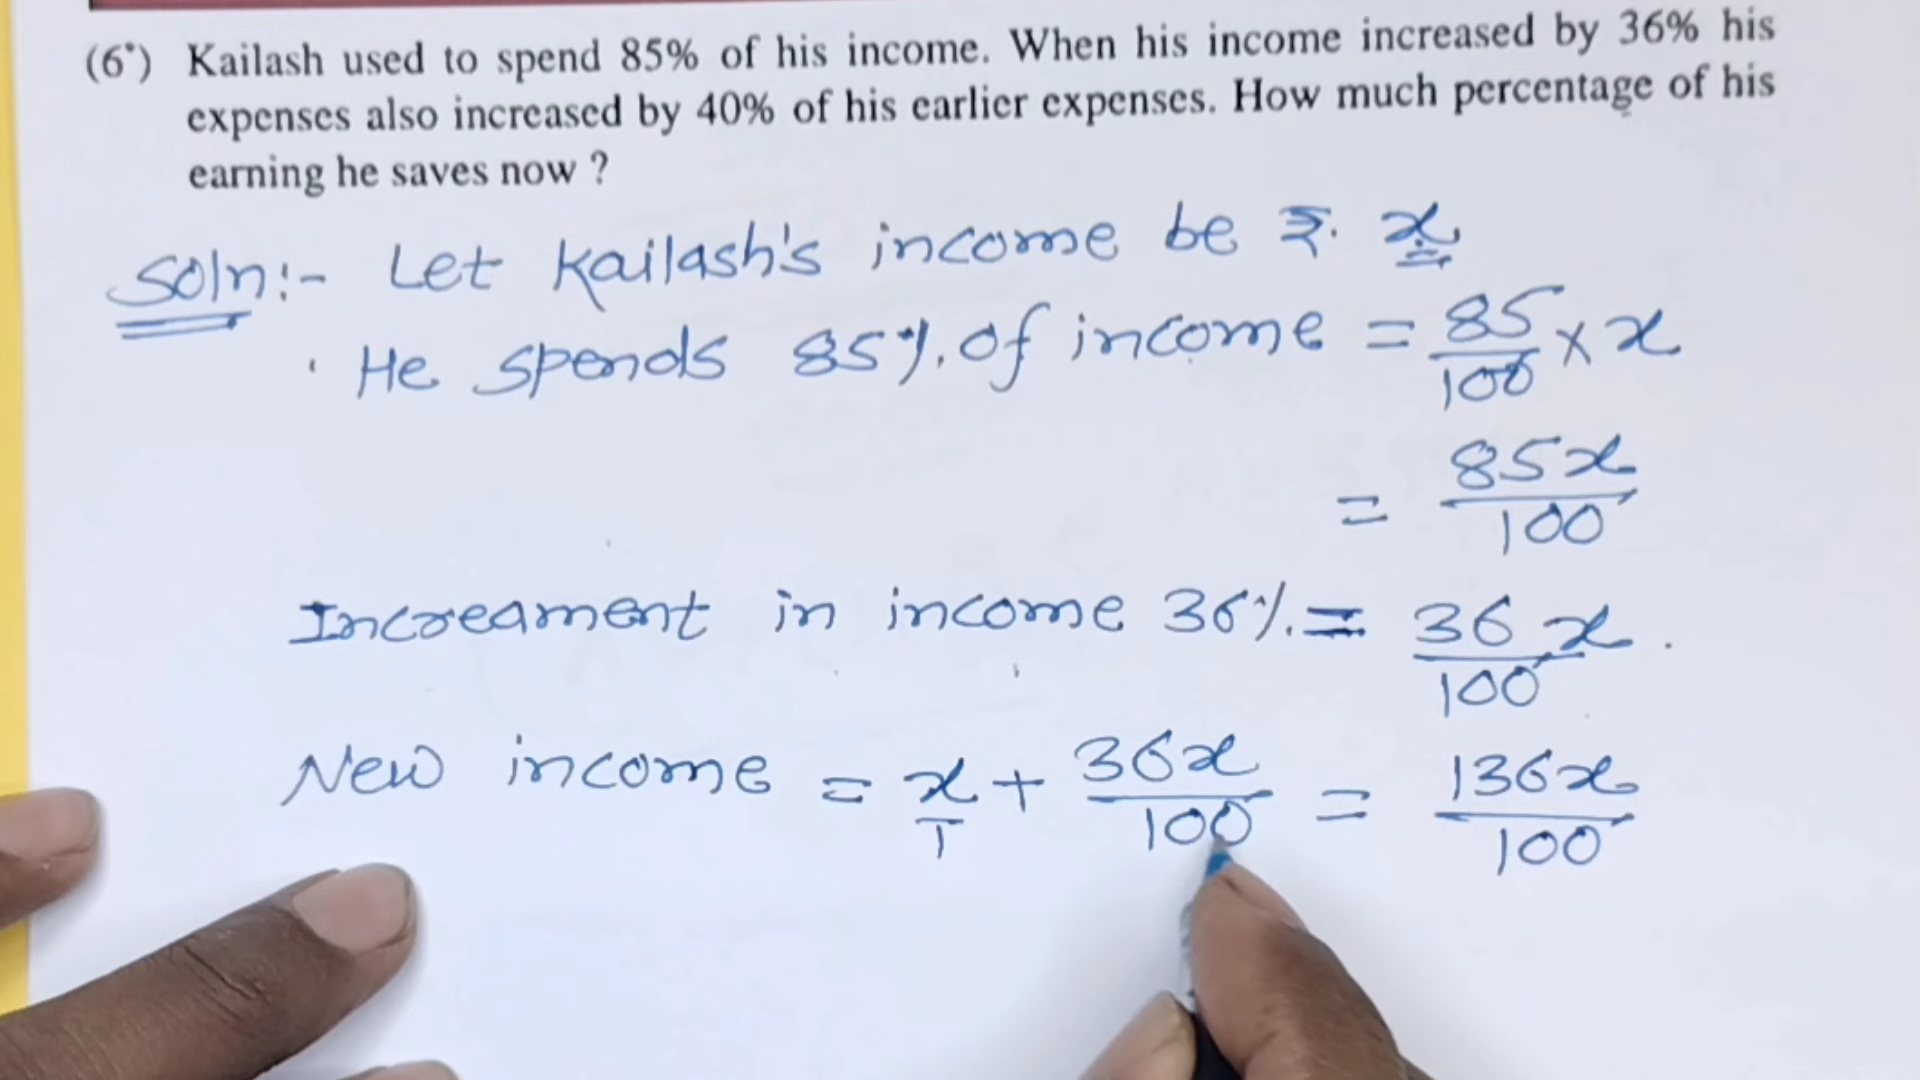 (6*) Kailash used to spend 85% of his income. When his income increased by 36% his
expenses also increased by 40% of his earlier expenses. How much percentage of his
earning he saves now ?
Soln:- Let Kailash's income be ₹. x
He spends 85%. of income = 85/100 × x
= 85x/100
Increament in income 36%. = 36/100 x.
New income = x/1 + 36x/100 = 136x/100